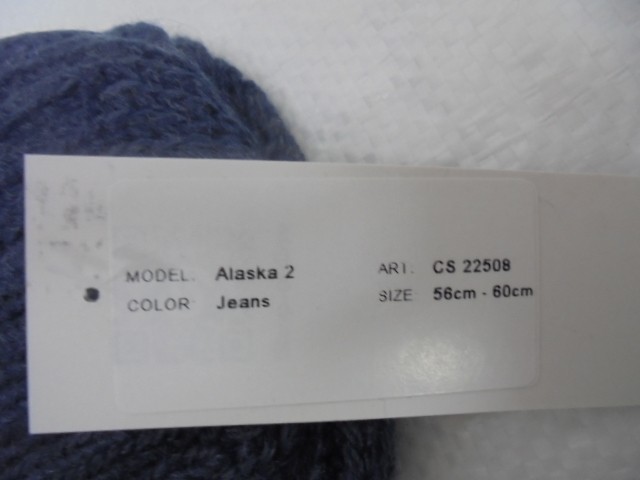 MODEL: Alaska 2 ART: CS 22508
COLOR Jeans SIZE 56cm - 60cm